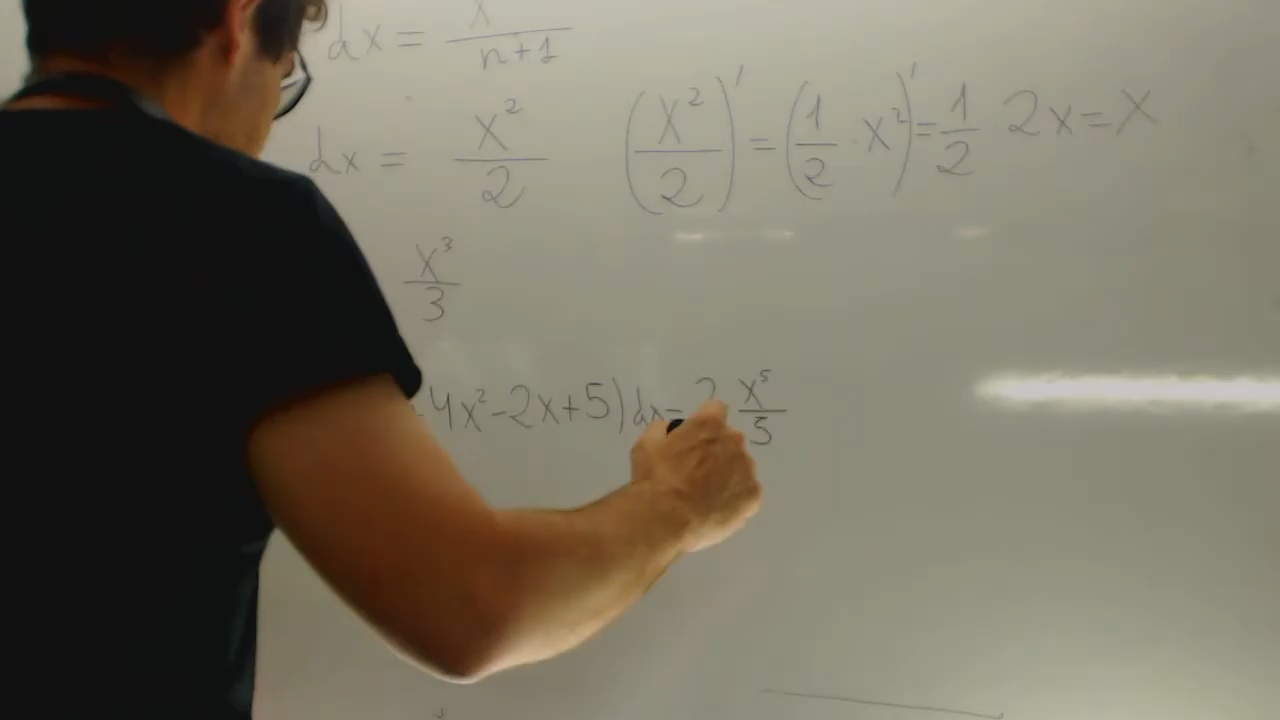 dx = x / n+1
dx = x² / 2 (x² / 2)' = (1/2 · x²)' = 1/2 · 2x = x
x³ / 3
4x² - 2x + 5) dx = x⁵ / 5